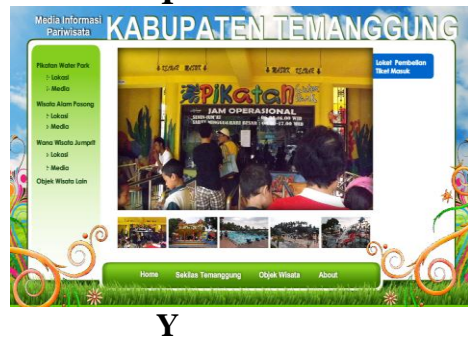 Media Informasi
Pariwisata
KABUPATEN TEMANGGUNG
Pikatan Water Park
Lokasi
Media
Wisata Alam Posong
Lokasi
Media
Wana Wisata Jumprit
Lokasi
Media
Objek Wisata Lain
Loket Pembelian
Tiket Masuk
PiKatan
JAM OPERASIONAL
Home Sekilas Temanggung Objek Wisata About
Y